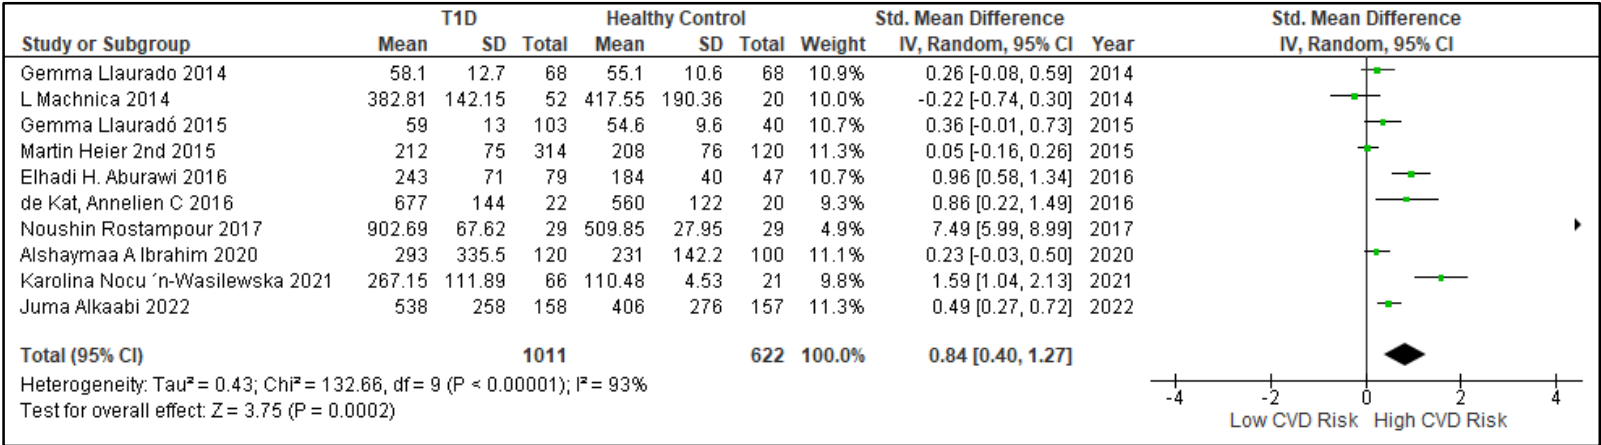 T1D Healthy Control Std. Mean Difference Std. Mean Difference
Study or Subgroup Mean SD Total Mean SD Total Weight IV, Random, 95% CI Year IV, Random, 95% CI
Gemma Llaurado 2014 58.1 12.7 68 55.1 10.6 68 10.9% 0.26 [-0.08, 0.59] 2014
L Machnica 2014 382.81 142.15 52 417.55 190.36 20 10.0% -0.22 [-0.74, 0.30] 2014
Gemma Llauradó 2015 59 13 103 54.6 9.6 40 10.7% 0.36 [-0.01, 0.73] 2015
Martin Heier 2nd 2015 212 75 314 208 76 120 11.3% 0.05 [-0.16, 0.26] 2015
Elhadi H. Aburawi 2016 243 71 79 184 40 47 10.7% 0.96 [0.58, 1.34] 2016
de Kat, Annelien C 2016 677 144 22 560 122 20 9.3% 0.86 [0.22, 1.49] 2016
Noushin Rostampour 2017 902.69 67.62 29 509.85 27.95 29 4.9% 7.49 [5.99, 8.99] 2017
Alshaymaa A Ibrahim 2020 293 335.5 120 231 142.2 100 11.1% 0.23 [-0.03, 0.50] 2020
Karolina Nocu ´n-Wasilewska 2021 267.15 111.89 66 110.48 4.53 21 9.8% 1.59 [1.04, 2.13] 2021
Juma Alkaabi 2022 538 258 158 406 276 157 11.3% 0.49 [0.27, 0.72] 2022
Total (95% CI) 1011 622 100.0% 0.84 [0.40, 1.27]
Heterogeneity: Tau² = 0.43; Chi² = 132.66, df = 9 (P < 0.00001); I² = 93%
Test for overall effect: Z = 3.75 (P = 0.0002)
-4 -2 0 2 4
Low CVD Risk High CVD Risk